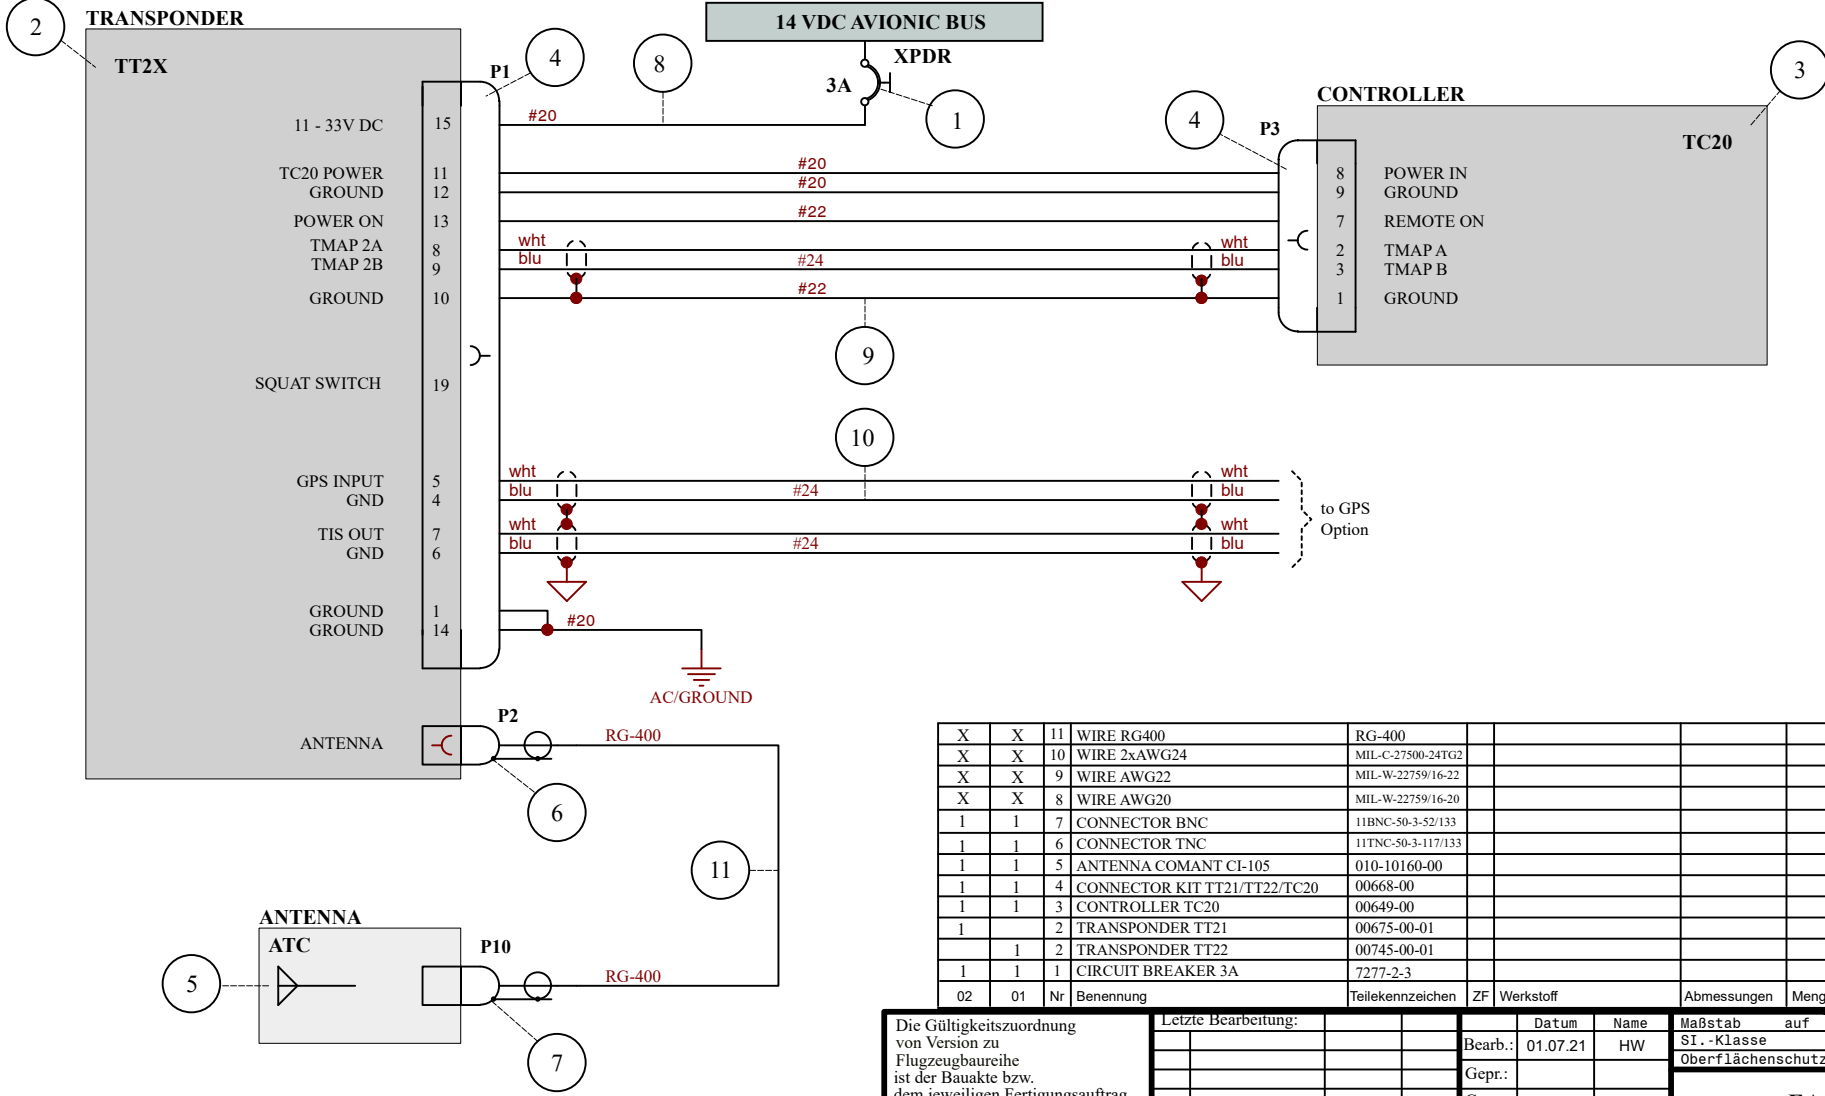 TRANSPONDER
2
TT2X
14 VDC AVIONIC BUS
XPDR
3A
1
P1
4
8
#20
11 - 33V DC 15
TC20 POWER 11
GROUND 12
POWER ON 13
TMAP 2A 8
TMAP 2B 9
GROUND 10
SQUAT SWITCH 19
GPS INPUT 5
GND 4
TIS OUT 7
GND 6
GROUND 1
GROUND 14
#20
#20
#22
wht
blu
#24
wht
blu
#22
9
10
CONTROLLER
3
TC20
4
P3
8 POWER IN
9 GROUND
7 REMOTE ON
2 TMAP A
3 TMAP B
1 GROUND
wht
blu
#24
wht
blu
wht
blu
#24
wht
blu
to GPS
Option
#20
AC/GROUND
P2
ANTENNA
RG-400
6
11
ANTENNA
ATC
P10
5
RG-400
7
X X 11 WIRE RG400 RG-400
X X 10 WIRE 2xAWG24 MIL-C-27500-24TG2
X X 9 WIRE AWG22 MIL-W-22759/16-22
X X 8 WIRE AWG20 MIL-W-22759/16-20
1 1 7 CONNECTOR BNC 11BNC-50-3-52/133
1 1 6 CONNECTOR TNC 11TNC-50-3-117/133
1 1 5 ANTENNA COMANT CI-105 010-10160-00
1 1 4 CONNECTOR KIT TT21/TT22/TC20 00668-00
1 1 3 CONTROLLER TC20 00649-00
1 2 TRANSPONDER TT21 00675-00-01
1 2 TRANSPONDER TT22 00745-00-01
1 1 1 CIRCUIT BREAKER 3A 7277-2-3
02 01 Nr Benennung Teilekennzeichen ZF Werkstoff Abmessungen Meng
Die Gültigkeitszuordnung
von Version zu
Flugzeugbaureihe
ist der Bauakte bzw.
dem jeweiligen Fertigungsauftrag
Letzte Bearbeitung:
Datum Name
Bearb.: 01.07.21 HW
Gepr.:
Maßstab auf
SI.-Klasse
Oberflächenschutz